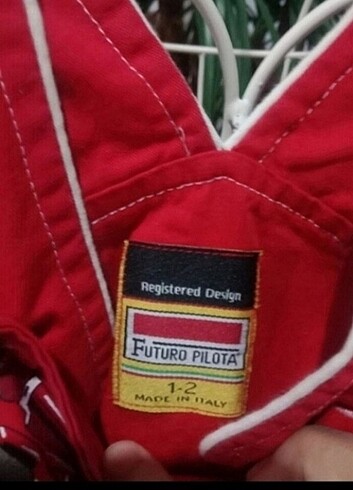 Registered Design
FUTURO PILOTA
1-2
MADE IN ITALY